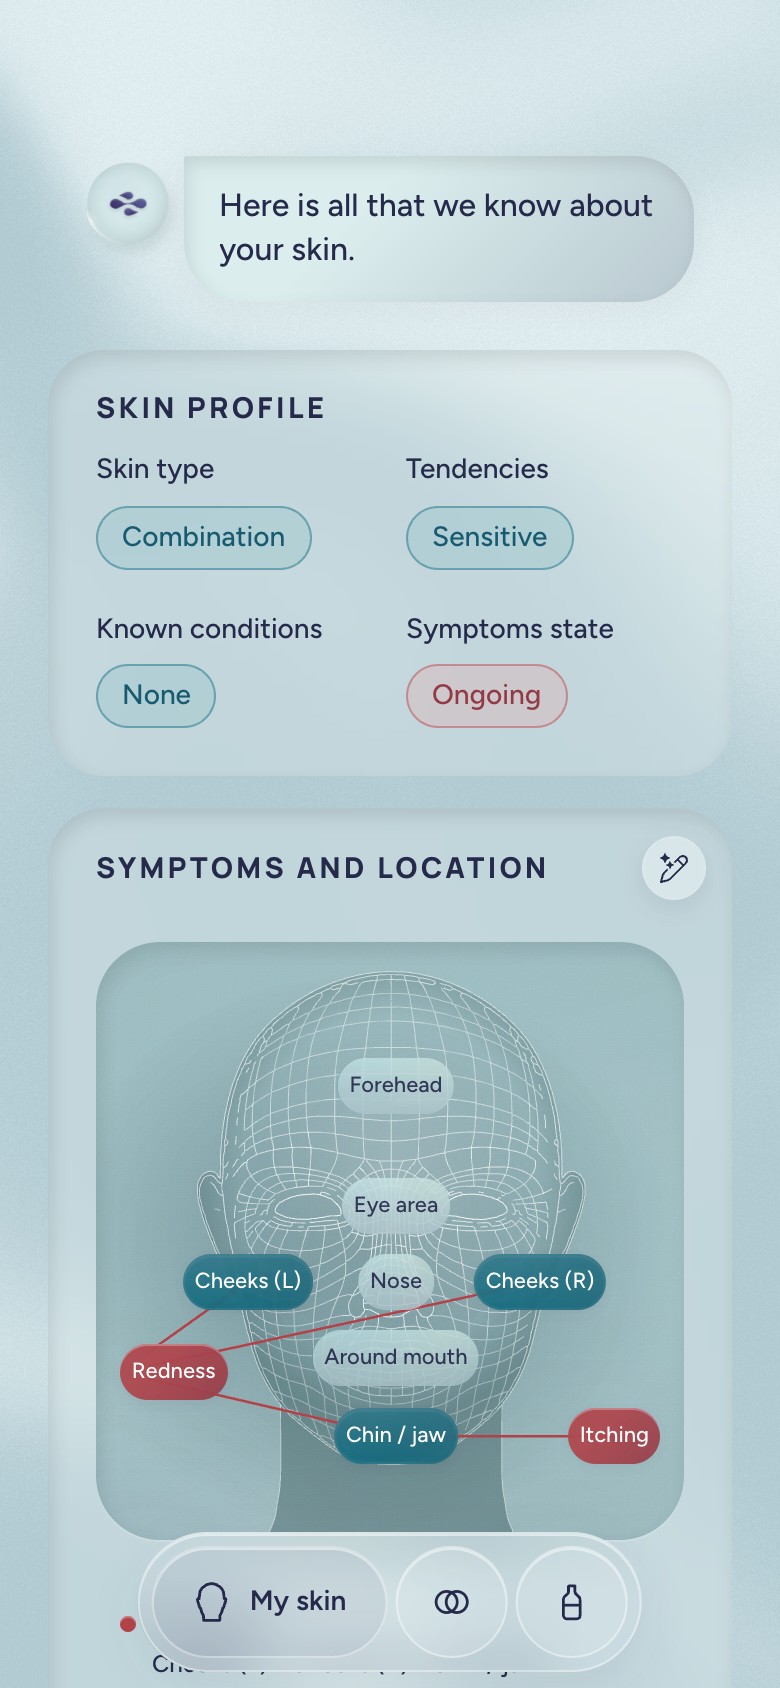 Here is all that we know about
your skin.
SKIN PROFILE
Skin type
Tendencies
Combination
Sensitive
Known conditions
Symptoms state
None
Ongoing
SYMPTOMS AND LOCATION
Forehead
Eye area
Cheeks (L)
Nose
Cheeks (R)
Around mouth
Redness
Chin / jaw
Itching
My skin